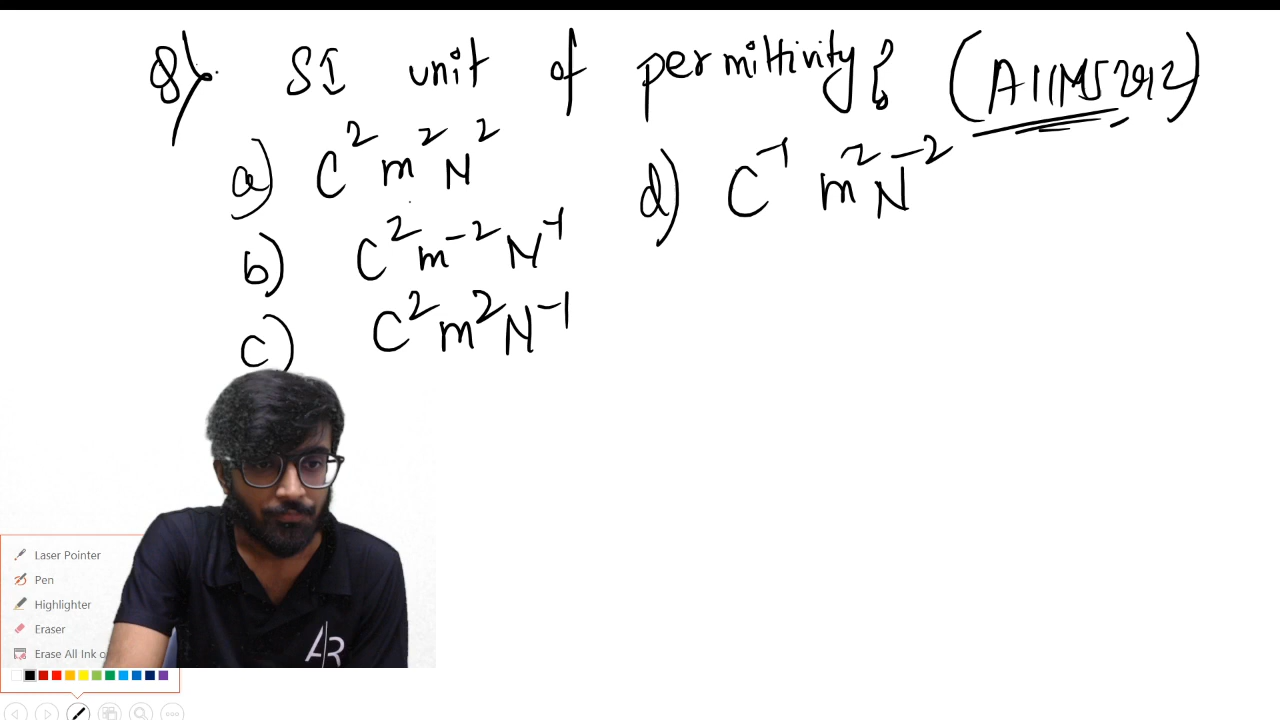 Q) SI unit of permittivity? (AIIMS 2012)
a) C² m² N²
b) C² m⁻² N⁻¹
c) C² m² N⁻¹
d) C⁻¹ m² N⁻²
AR
Laser Pointer
Pen
Highlighter
Eraser
Erase All Ink o